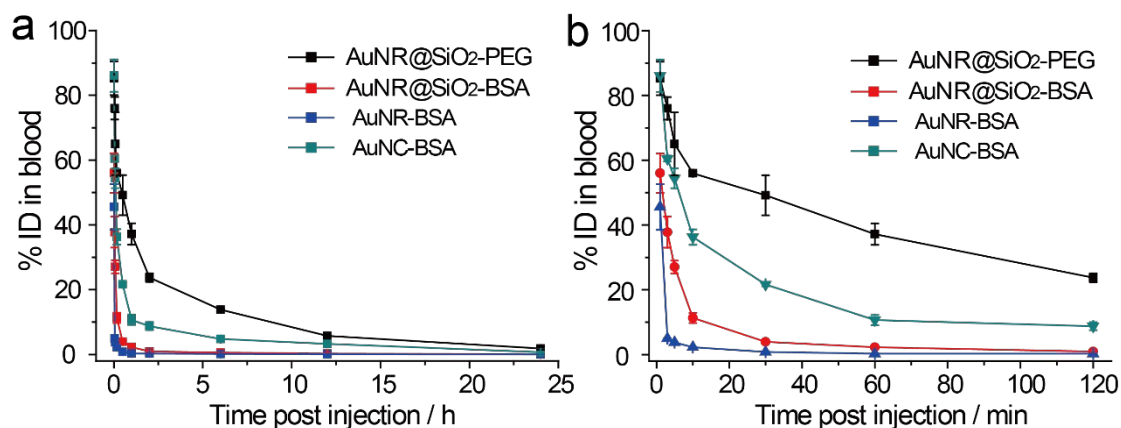 a
100
80
60
40
20
0
% ID in blood
0 5 10 15 20 25
Time post injection / h
AuNR@SiO2-PEG
AuNR@SiO2-BSA
AuNR-BSA
AuNC-BSA
b
100
80
60
40
20
0
% ID in blood
0 20 40 60 80 100 120
Time post injection / min
AuNR@SiO2-PEG
AuNR@SiO2-BSA
AuNR-BSA
AuNC-BSA